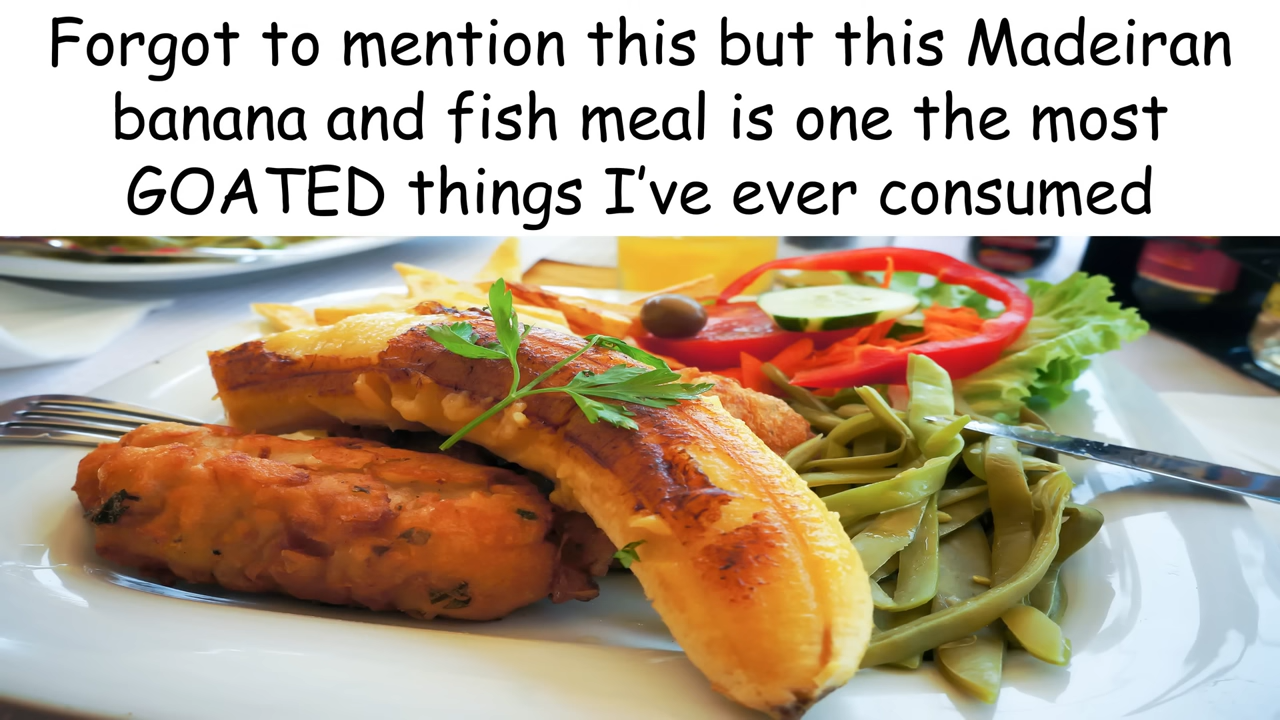 Forgot to mention this but this Madeiran
banana and fish meal is one the most
GOATED things I’ve ever consumed